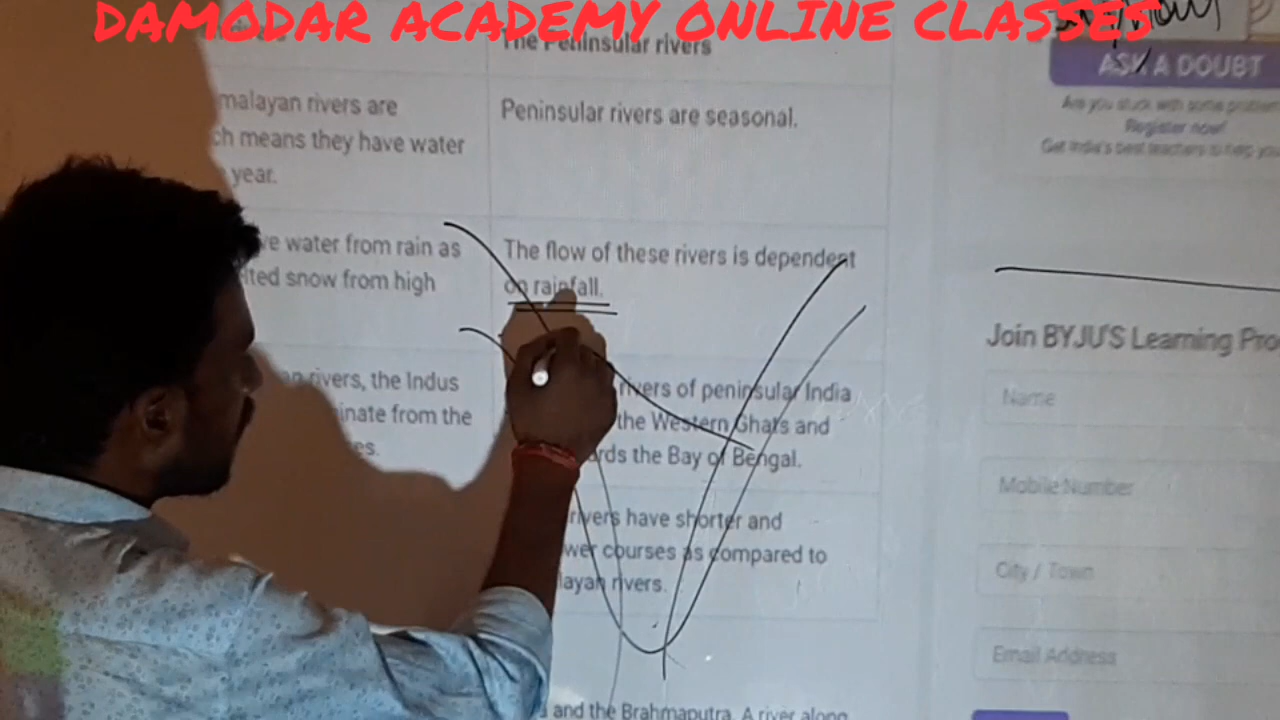 DAMODAR ACADEMY ONLINE CLASSES
The Peninsular rivers
malayan rivers are
ch means they have water
year.
Peninsular rivers are seasonal.
ve water from rain as
lted snow from high
The flow of these rivers is dependent
on rainfall.
an rivers, the Indus
inate from the
es.
rivers of peninsular India
the Western Ghats and
rds the Bay of Bengal.
rivers have shorter and
wer courses as compared to
layan rivers.
and the Brahmaputra. A river along
ASK A DOUBT
Are you stuck with some problem
Register now!
Get India's best teachers to help you
Join BYJU'S Learning Pro
Name
Mobile Number
City / Town
Email Address